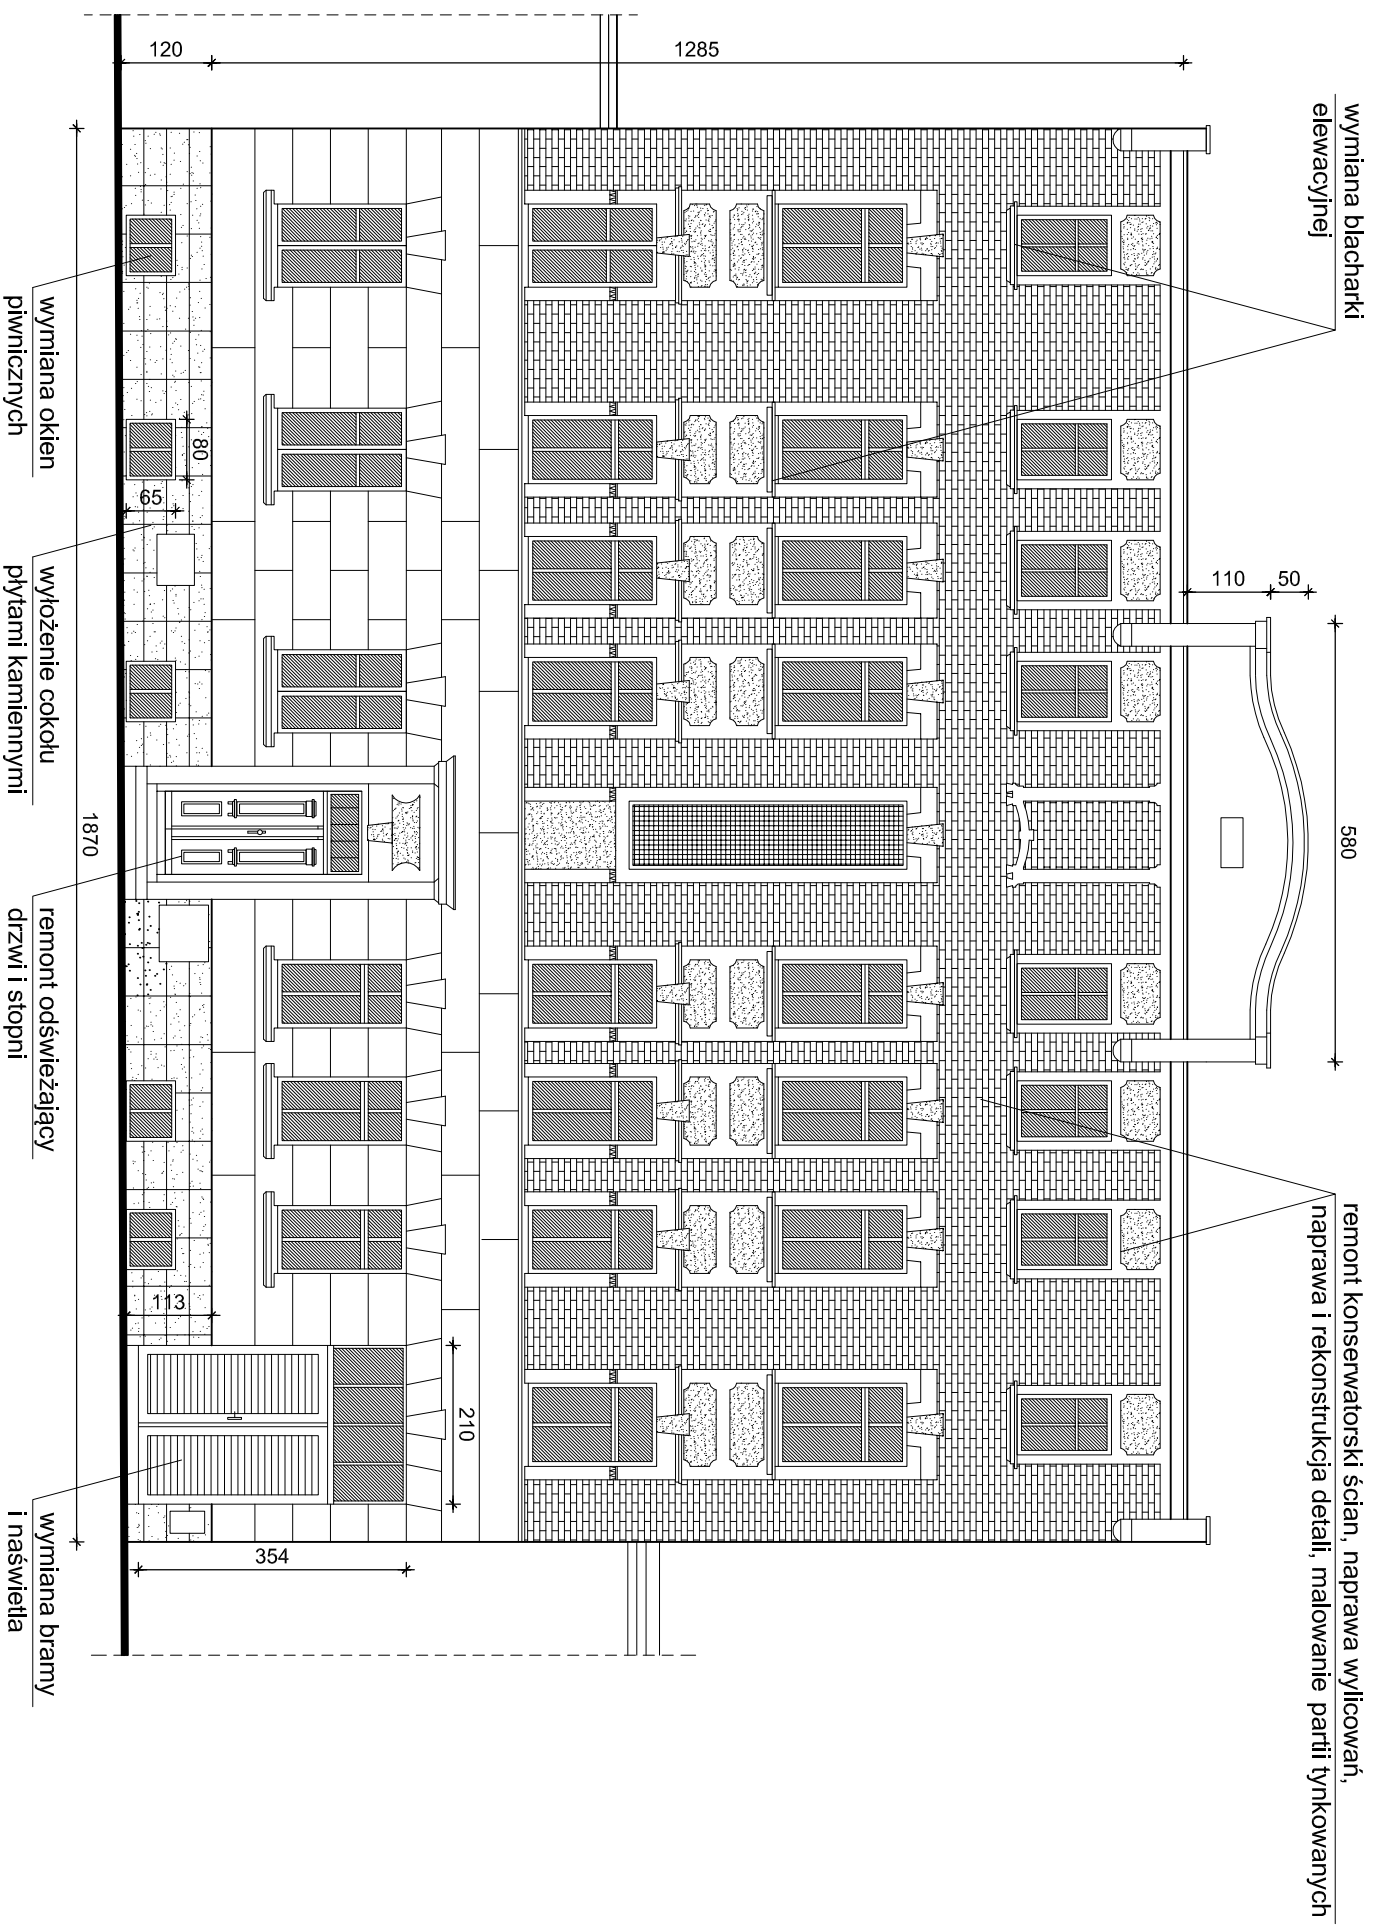 wymiana blacharki
elewacyjnej
580
remont konserwatorski ścian, naprawa wylicowań,
naprawa i rekonstrukcja detali, malowanie partii tynkowanych
50
110
1285
120
80
65
113
210
354
1870
wymiana okien
piwnicznych
wyłożenie cokołu
płytami kamiennymi
remont odświeżający
drzwi i stopni
wymiana bramy
i naświetla